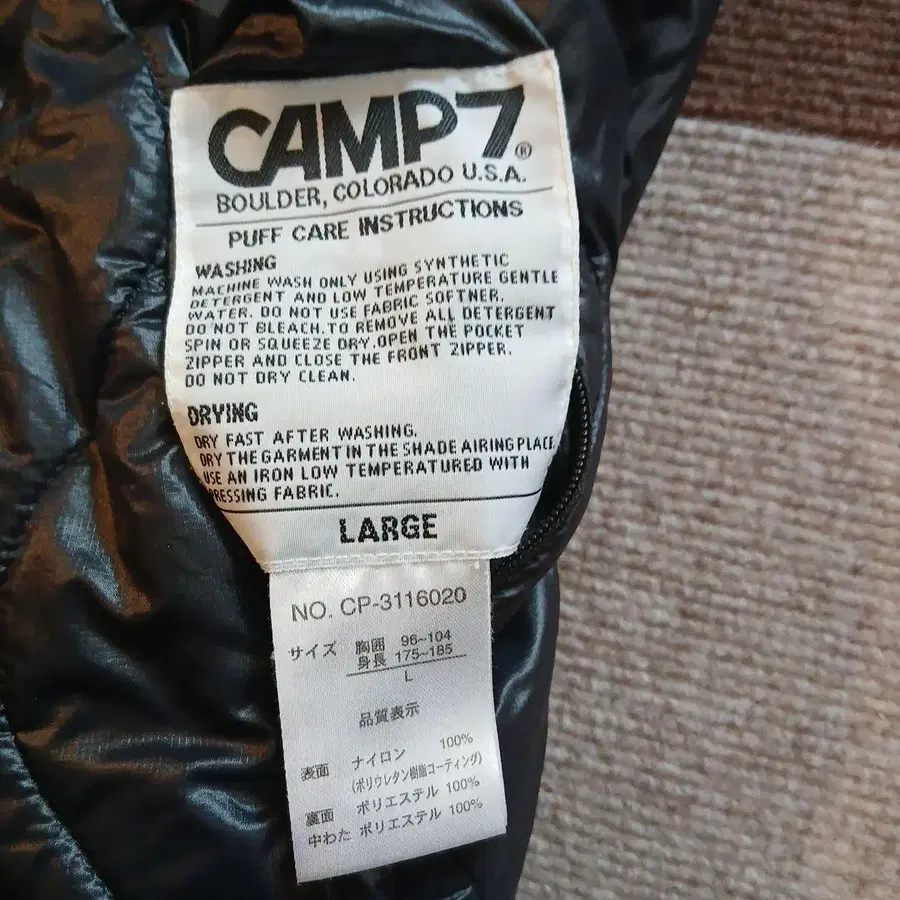 CAMP7®
BOULDER, COLORADO U.S.A.
PUFF CARE INSTRUCTIONS
WASHING
MACHINE WASH ONLY USING SYNTHETIC
DETERGENT AND LOW TEMPERATURE GENTLE
WATER. DO NOT USE FABRIC SOFTNER.
DO NOT BLEACH.TO REMOVE ALL DETERGENT
SPIN OR SQUEEZE DRY.OPEN THE POCKET
ZIPPER AND CLOSE THE FRONT ZIPPER.
DO NOT DRY CLEAN.
DRYING
DRY FAST AFTER WASHING.
DRY THE GARMENT IN THE SHADE AIRING PLACE
USE AN IRON LOW TEMPERATURED WITH
PRESSING FABRIC.
LARGE
NO. CP-3116020
サイズ 胸囲 96~104
身長 175~185
L
品質表示
表面 ナイロン 100%
(ポリウレタン樹脂コーティング)
裏面 ポリエステル 100%
中わた ポリエステル 100%